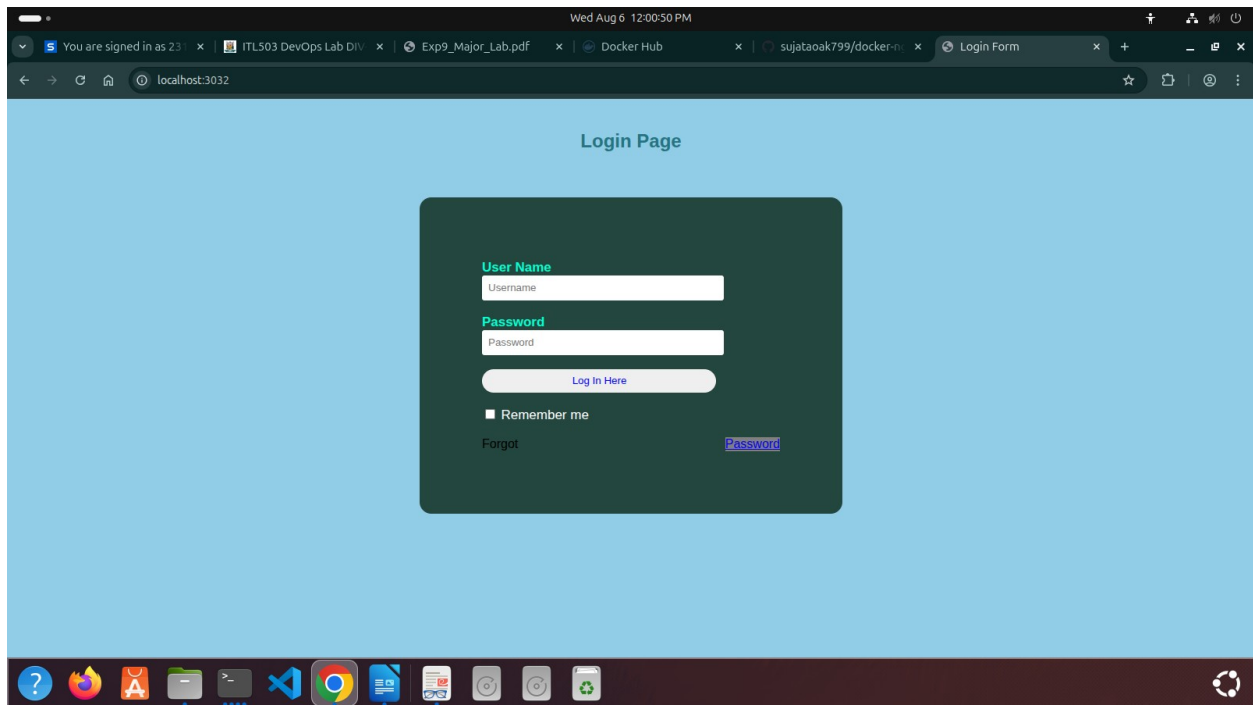 Wed Aug 6 12:00:50 PM
You are signed in as 231
ITL503 DevOps Lab DIV
Exp9_Major_Lab.pdf
Docker Hub
sujataoak799/docker-n
Login Form
localhost:3032
Login Page
User Name
Username
Password
Password
Log In Here
Remember me
Forgot Password